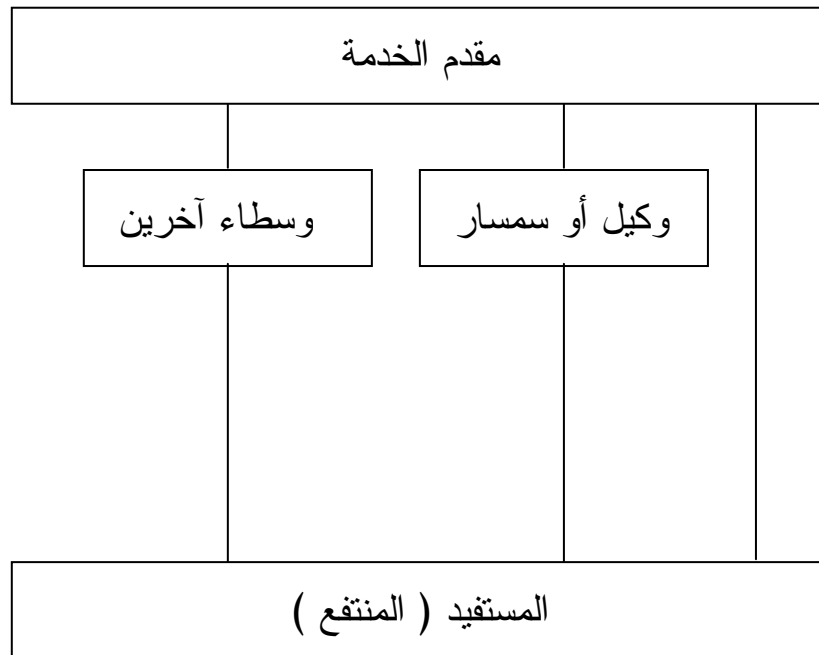 مقدم الخدمة
وكيل أو سمسار
وسطاء آخرين
المستفيد ( المنتفع )